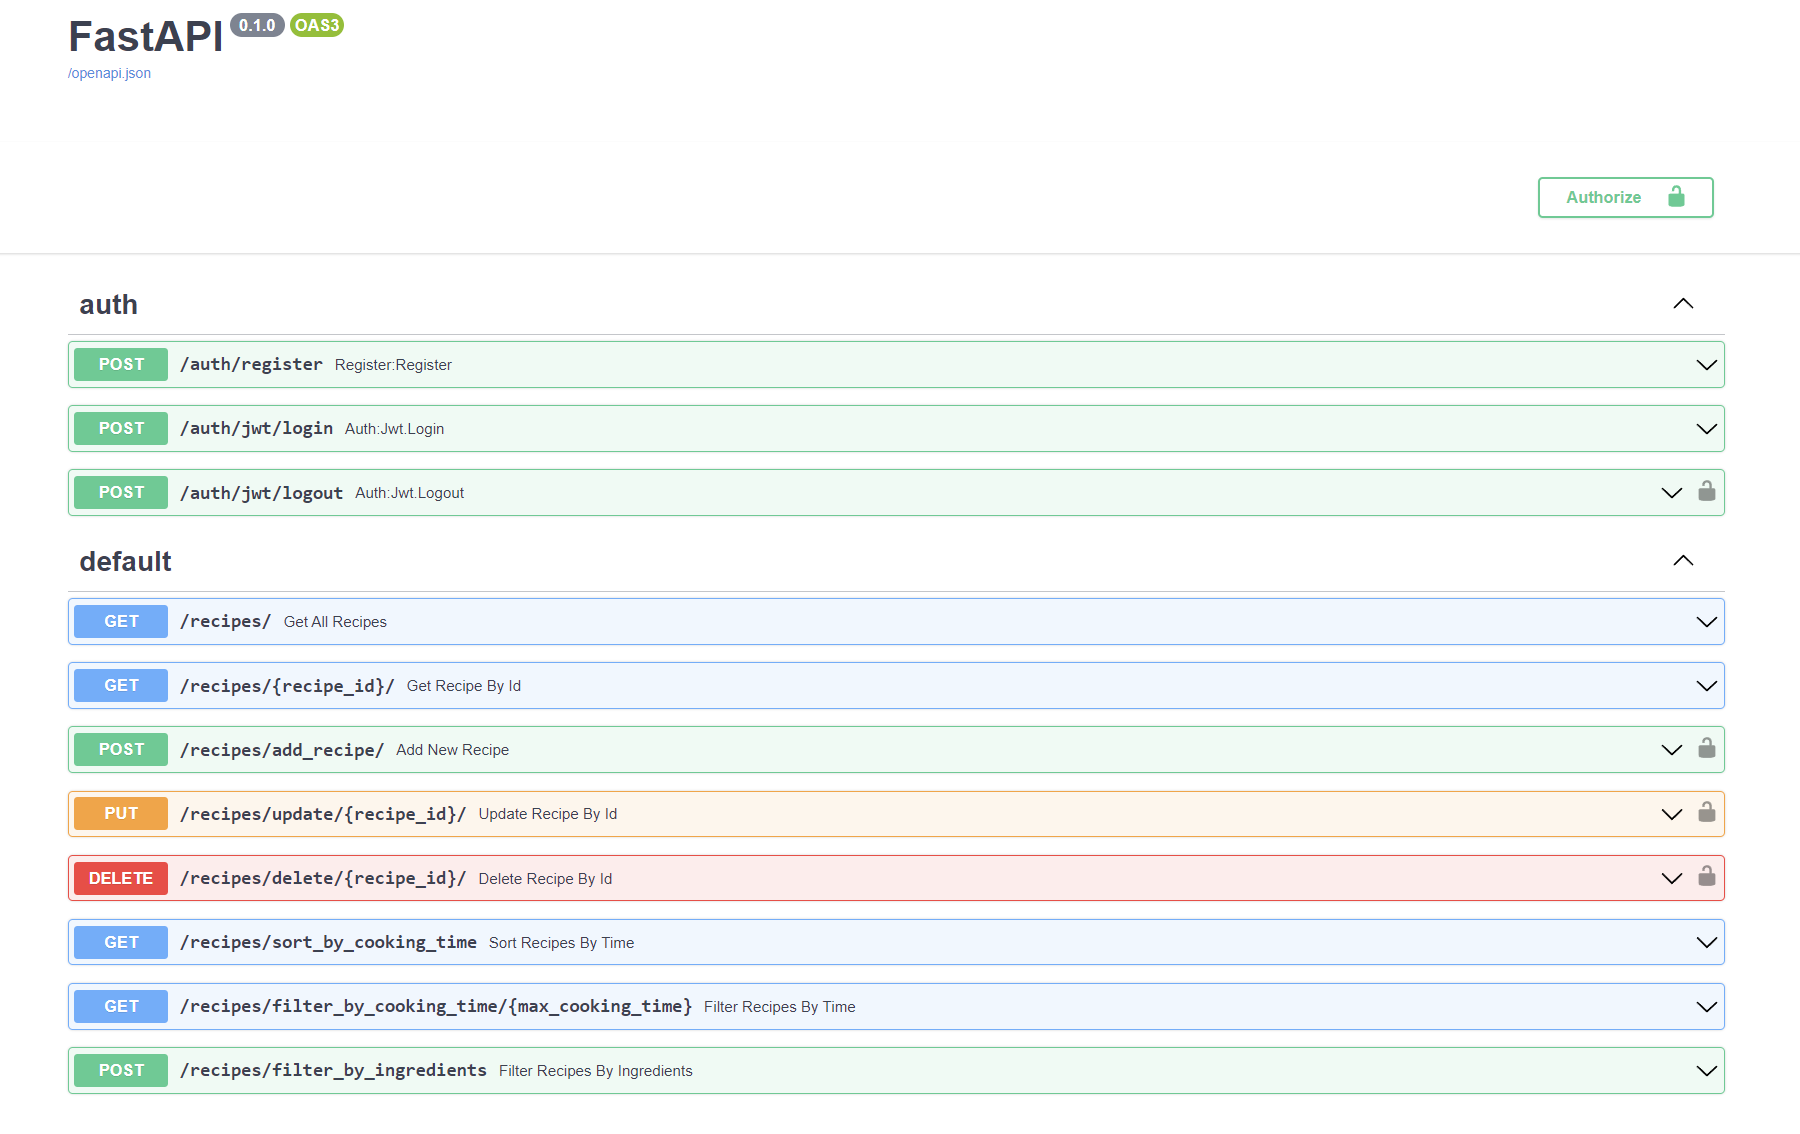 FastAPI 0.1.0 OAS3
/openapi.json
Authorize
auth
POST /auth/register Register:Register
POST /auth/jwt/login Auth:Jwt.Login
POST /auth/jwt/logout Auth:Jwt.Logout
default
GET /recipes/ Get All Recipes
GET /recipes/{recipe_id}/ Get Recipe By Id
POST /recipes/add_recipe/ Add New Recipe
PUT /recipes/update/{recipe_id}/ Update Recipe By Id
DELETE /recipes/delete/{recipe_id}/ Delete Recipe By Id
GET /recipes/sort_by_cooking_time Sort Recipes By Time
GET /recipes/filter_by_cooking_time/{max_cooking_time} Filter Recipes By Time
POST /recipes/filter_by_ingredients Filter Recipes By Ingredients